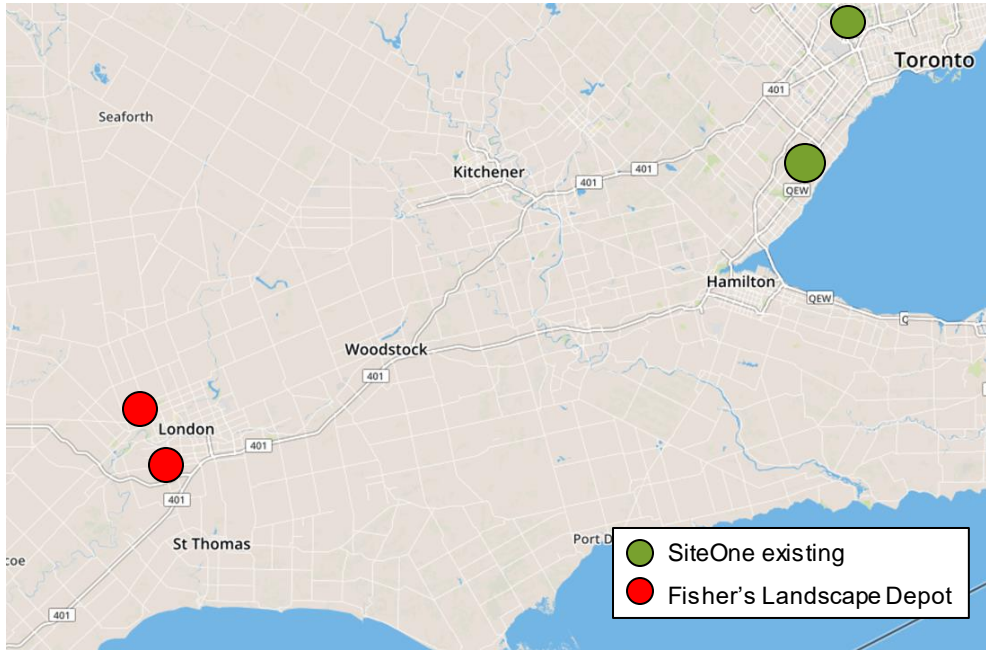 Toronto
401
Seaforth
Kitchener
401
401
QEW
Hamilton
QEW
Q
Woodstock
401
London
401
401
St Thomas
Port D
coe
401
SiteOne existing
Fisher's Landscape Depot